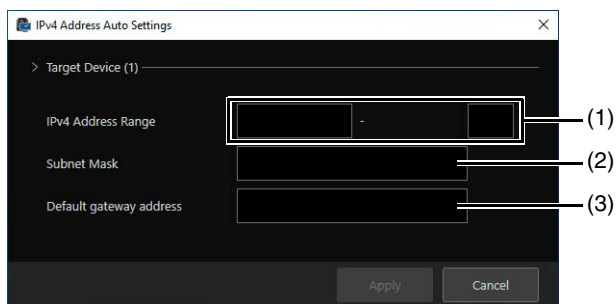 IPv4 Address Auto Settings
> Target Device (1)
IPv4 Address Range - (1)
Subnet Mask (2)
Default gateway address (3)
Apply Cancel